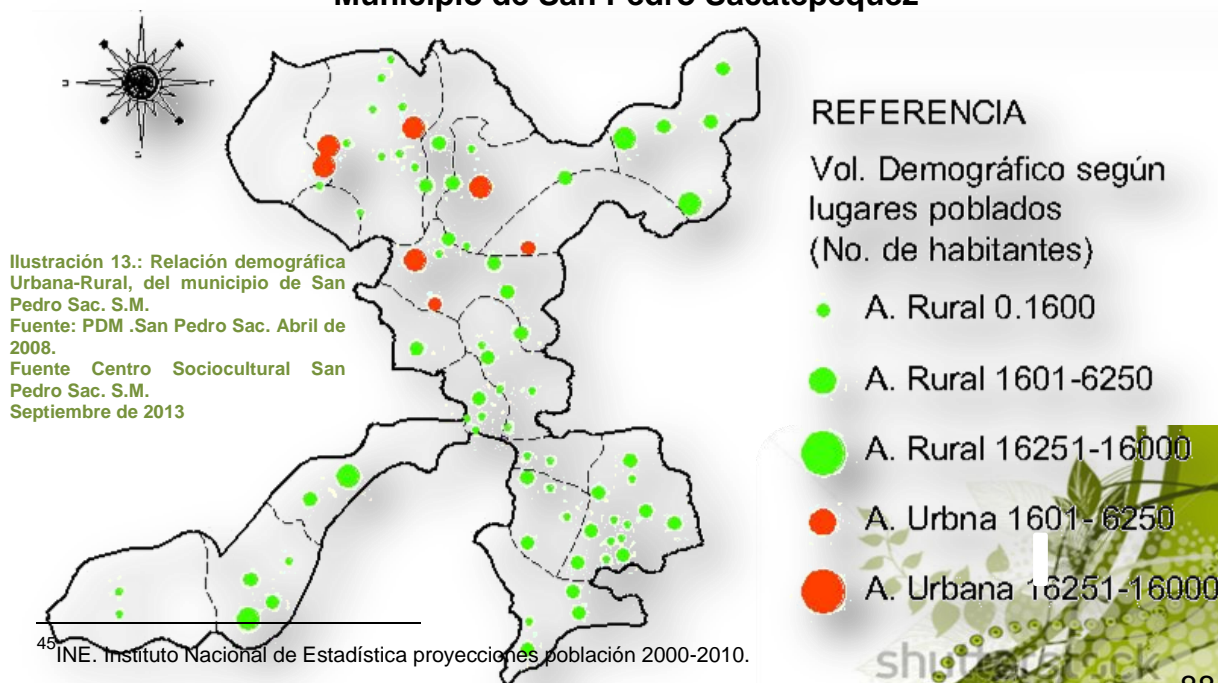 Municipio de San Pedro Sacatepéquez
REFERENCIA
Vol. Demográfico según
lugares poblados
(No. de habitantes)
A. Rural 0.1600
A. Rural 1601-6250
A. Rural 16251-16000
A. Urbna 1601- 6250
A. Urbana 16251-16000
Ilustración 13.: Relación demográfica
Urbana-Rural, del municipio de San
Pedro Sac. S.M.
Fuente: PDM .San Pedro Sac. Abril de
2008.
Fuente Centro Sociocultural San
Pedro Sac. S.M.
Septiembre de 2013
45 INE. Instituto Nacional de Estadística proyecciones población 2000-2010.
shutterstock